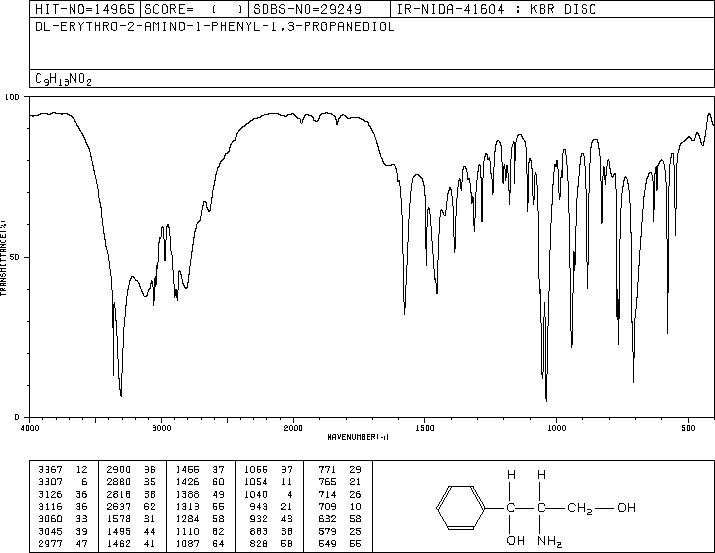 HIT-NO=14965 SCORE= ( ) SDBS-NO=29249 IR-NIDA-41604 : KBR DISC
DL-ERYTHRO-2-AMINO-1-PHENYL-1,3-PROPANEDIOL
C9H13NO2
100
TRANSMITTANCE(%)
50
0
4000 3000 2000 1500 1000 500
WAVENUMBER(-1)
3367 12 2900 36 1466 37 1066 37 771 29
3307 6 2880 35 1426 60 1054 11 765 21
3126 36 2818 38 1388 49 1040 4 714 26
3116 36 2637 62 1313 55 943 21 709 10
3060 33 1578 31 1284 58 932 43 632 58
3045 39 1495 44 1110 62 883 38 579 25
2977 47 1462 41 1087 64 828 58 549 55
H H
CH2 OH
OH NH2